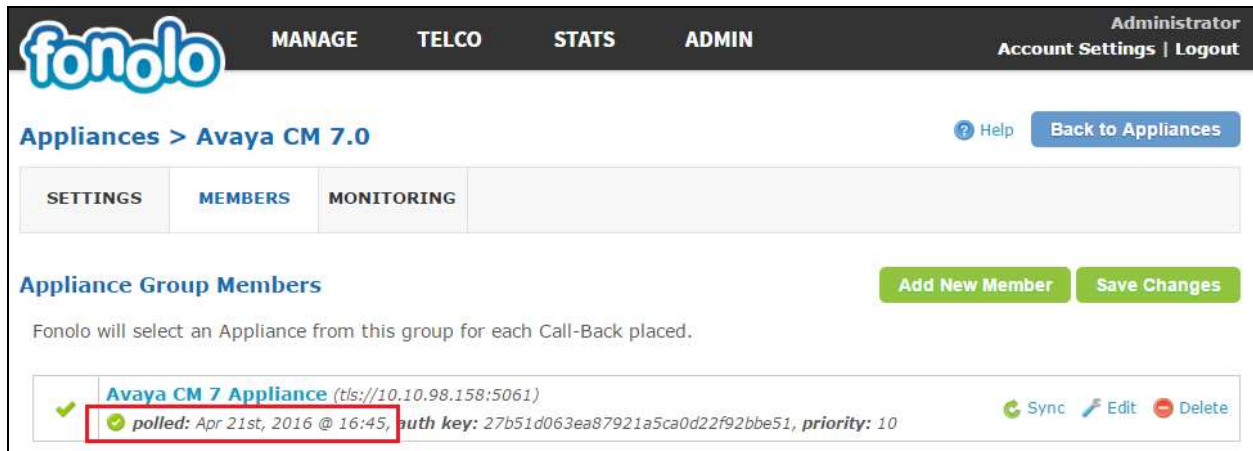 fonolo MANAGE TELCO STATS ADMIN Administrator
Account Settings | Logout
Appliances > Avaya CM 7.0 ? Help Back to Appliances
SETTINGS MEMBERS MONITORING
Appliance Group Members Add New Member Save Changes
Fonolo will select an Appliance from this group for each Call-Back placed.
Avaya CM 7 Appliance (tls://10.10.98.158:5061)
polled: Apr 21st, 2016 @ 16:45, auth key: 27b51d063ea87921a5ca0d22f92bbe51, priority: 10 Sync Edit Delete